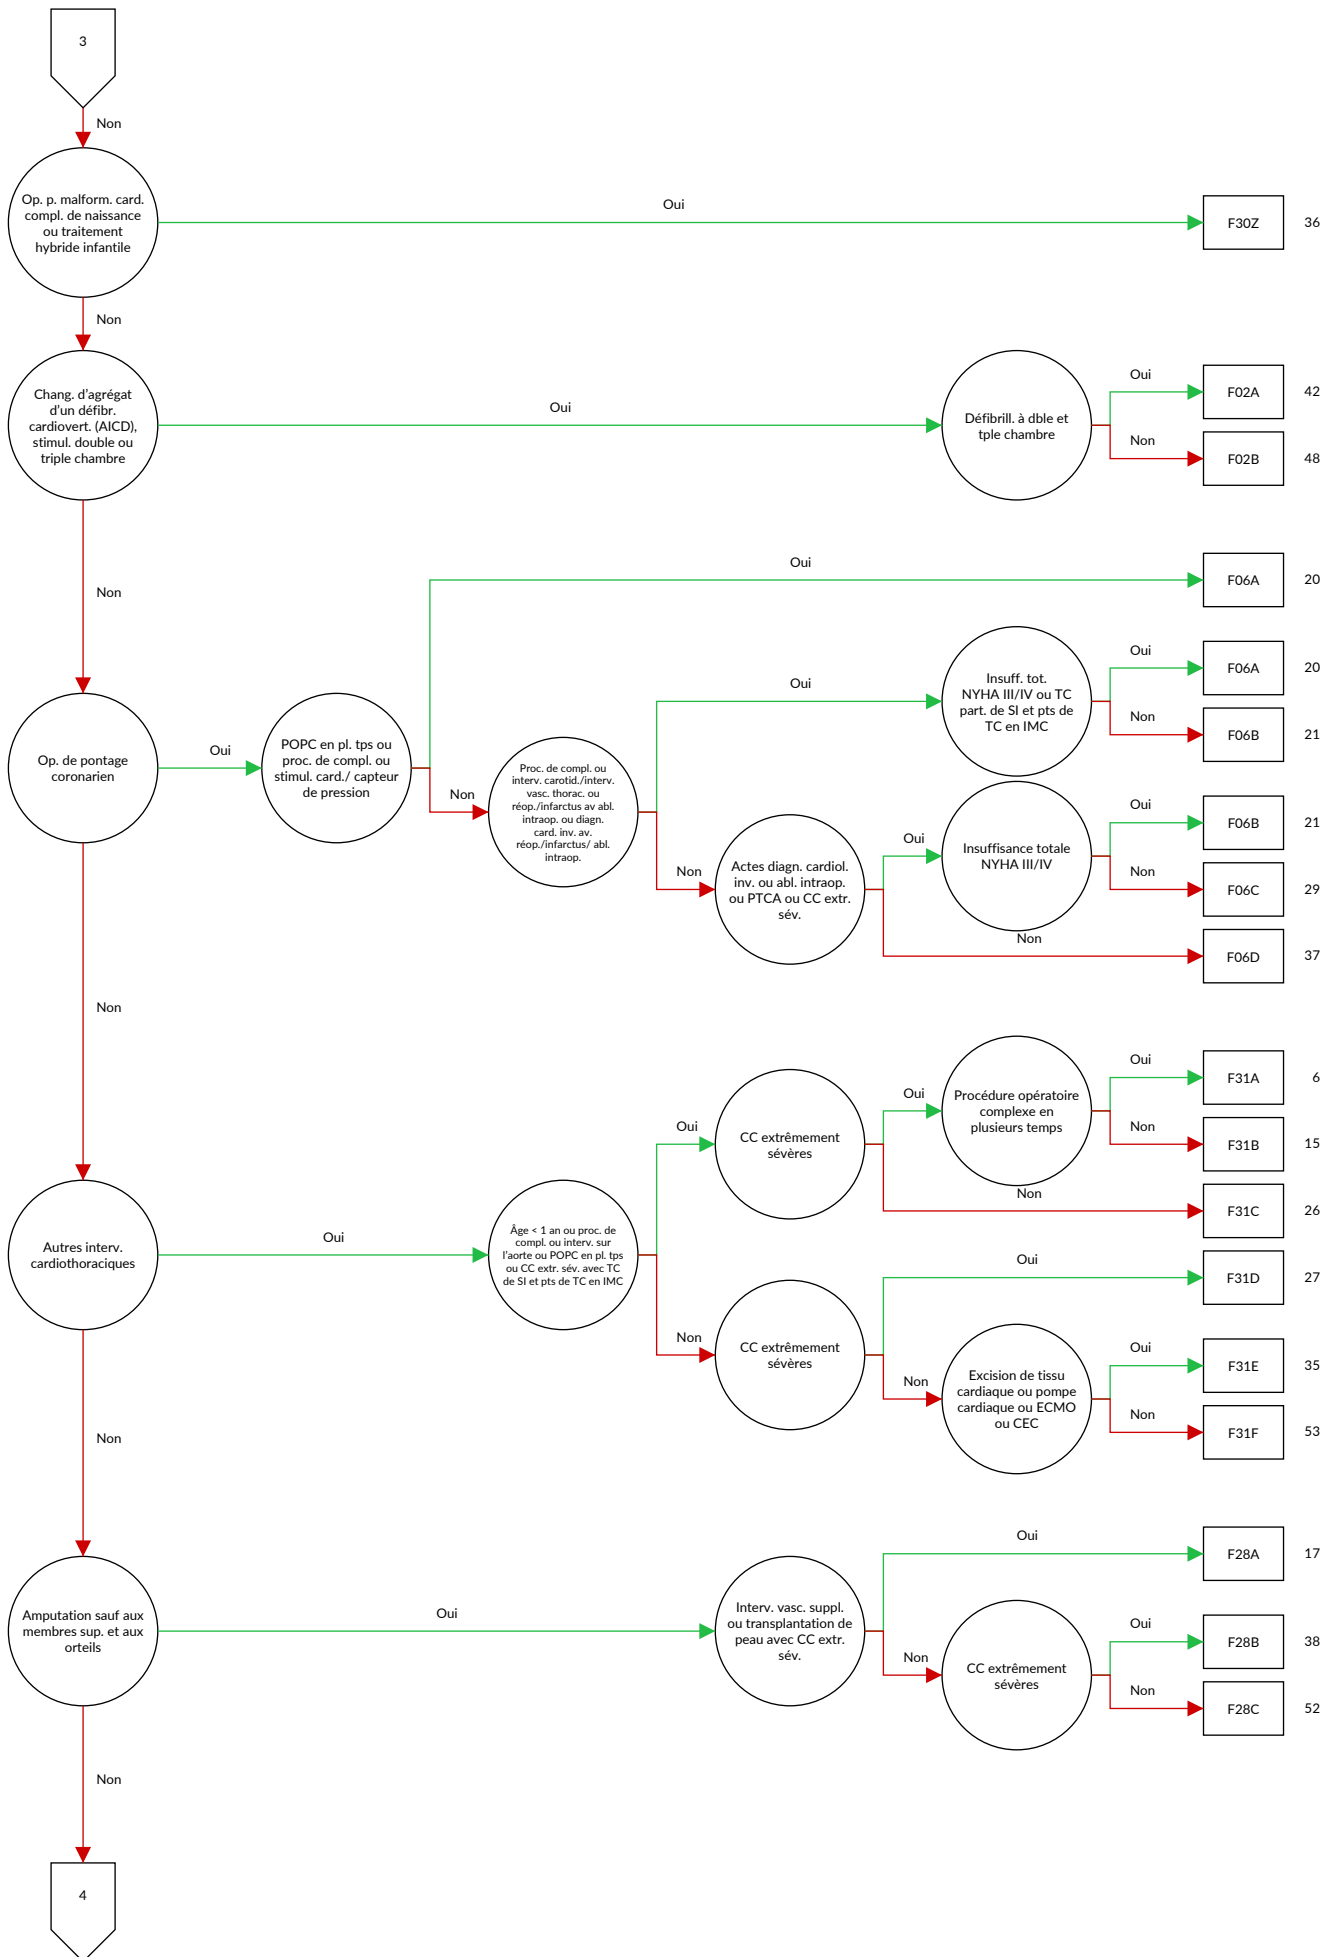 3
Non
Op. p. malform. card.
compl. de naissance
ou traitement
hybride infantile
Oui
F30Z
36
Non
Chang. d'agrégat
d'un défibr.
cardiovert. (AICD),
stimul. double ou
triple chambre
Oui
Défibrill. à dble et
tple chambre
Oui
F02A
42
Non
F02B
48
Non
Op. de pontage
coronarien
Oui
POPC en pl. tps ou
proc. de compl. ou
stimul. card./ capteur
de pression
Oui
F06A
20
Non
Proc. de compl. ou
interv. carotid./interv.
vasc. thorac. ou
réop./infarctus av abl.
intraop. ou diagn.
card. inv. av.
réop./infarctus/ abl.
intraop.
Oui
Insuff. tot.
NYHA III/IV ou TC
part. de SI et pts de
TC en IMC
Oui
F06A
20
Non
F06B
21
Non
Actes diagn. cardiol.
inv. ou abl. intraop.
ou PTCA ou CC extr.
sév.
Oui
Insuffisance totale
NYHA III/IV
Oui
F06B
21
Non
F06C
29
Non
F06D
37
Non
Autres interv.
cardiothoraciques
Oui
Âge < 1 an ou proc. de
compl. ou interv. sur
l'aorte ou POPC en pl. tps
ou CC extr. sév. avec TC
de SI et pts de TC en IMC
Oui
CC extrêmement
sévères
Oui
Procédure opératoire
complexe en
plusieurs temps
Oui
F31A
6
Non
F31B
15
Non
F31C
26
Non
CC extrêmement
sévères
Oui
F31D
27
Non
Excision de tissu
cardiaque ou pompe
cardiaque ou ECMO
ou CEC
Oui
F31E
35
Non
F31F
53
Non
Amputation sauf aux
membres sup. et aux
orteils
Oui
Interv. vasc. suppl.
ou transplantation de
peau avec CC extr.
sév.
Oui
F28A
17
Non
CC extrêmement
sévères
Oui
F28B
38
Non
F28C
52
Non
4